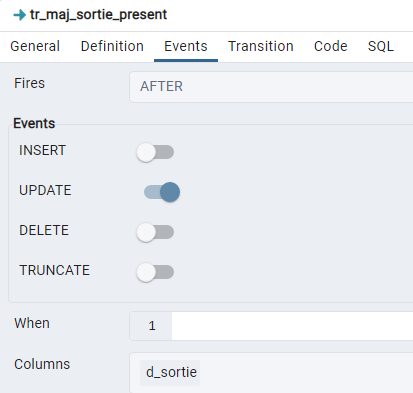 tr_maj_sortie_present
General Definition Events Transition Code SQL
Fires AFTER
Events
INSERT
UPDATE
DELETE
TRUNCATE
When 1
Columns d_sortie